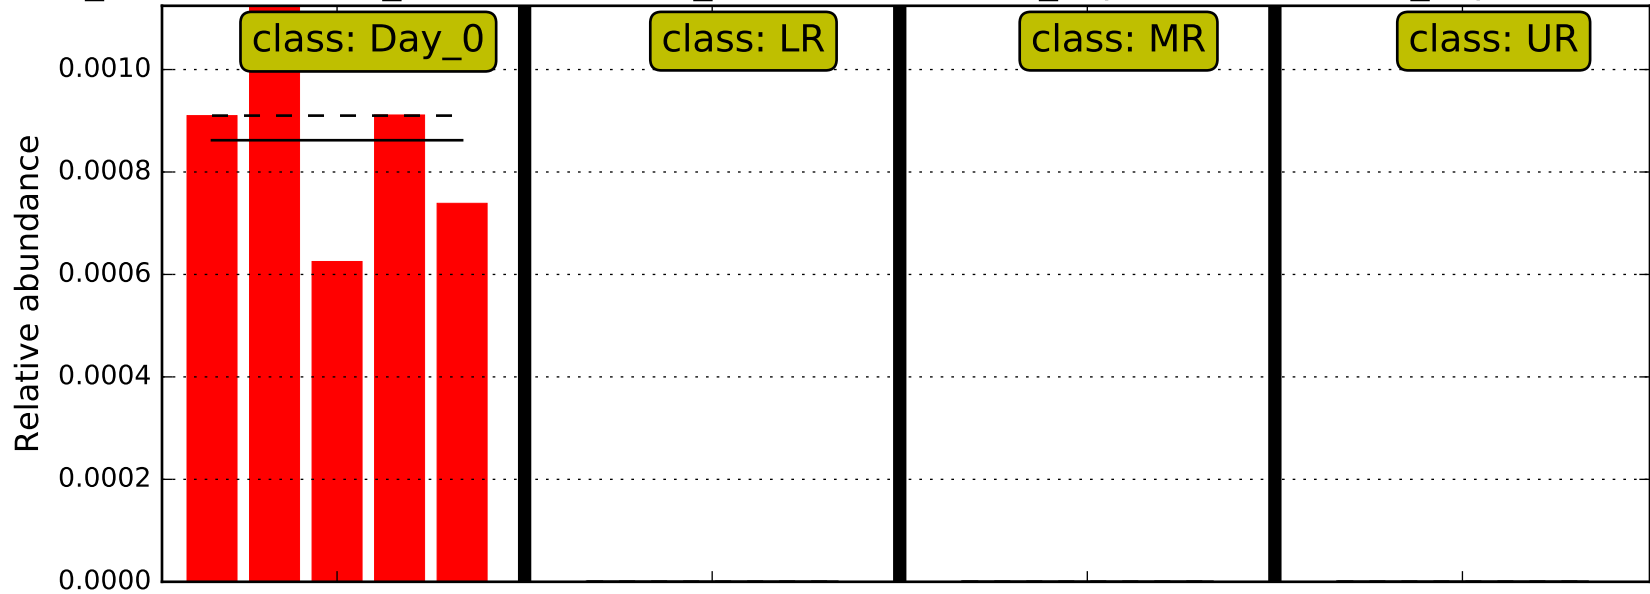 class: Day_0
class: LR
class: MR
class: UR
0.0010
0.0008
0.0006
0.0004
0.0002
0.0000
Relative abundance